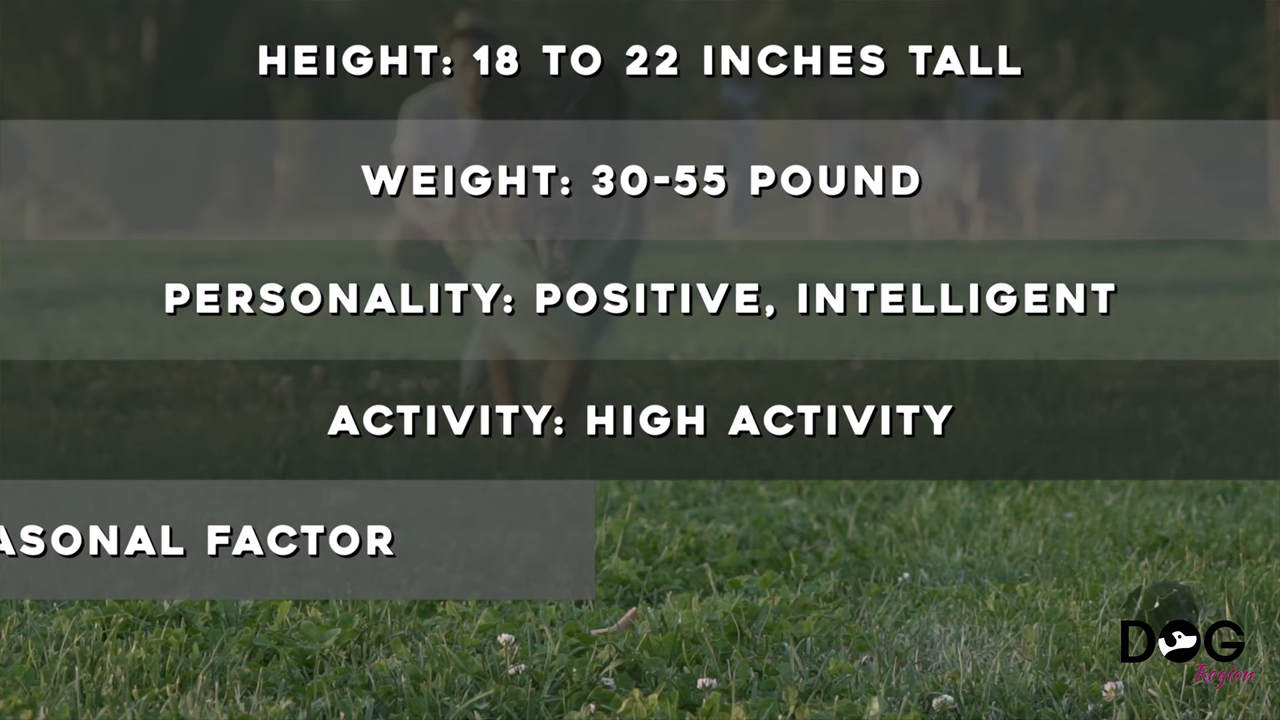 HEIGHT: 18 TO 22 INCHES TALL
WEIGHT: 30-55 POUND
PERSONALITY: POSITIVE, INTELLIGENT
ACTIVITY: HIGH ACTIVITY
ASONAL FACTOR
DOG
Region